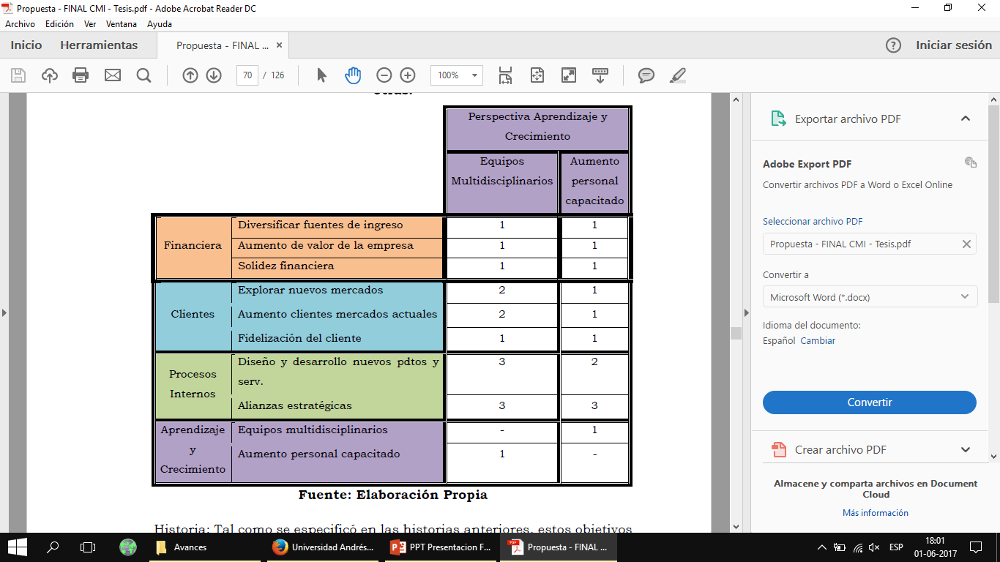 Propuesta - FINAL CMI - Tesis.pdf - Adobe Acrobat Reader DC
Archivo Edición Ver Ventana Ayuda
Inicio Herramientas Propuesta - FINAL ... × Iniciar sesión
70 / 126 100%
otras.
Perspectiva Aprendizaje y
Crecimiento
Equipos
Multidisciplinarios
Aumento
personal
capacitado
Financiera
Diversificar fuentes de ingreso 1 1
Aumento de valor de la empresa 1 1
Solidez financiera 1 1
Clientes
Explorar nuevos mercados 2 1
Aumento clientes mercados actuales 2 1
Fidelización del cliente 1 1
Procesos
Internos
Diseño y desarrollo nuevos pdtos y 3 2
serv.
Alianzas estratégicas 3 3
Aprendizaje
y
Crecimiento
Equipos multidisciplinarios - 1
Aumento personal capacitado 1 -
Fuente: Elaboración Propia
Historia: Tal como se especificó en las historias anteriores, estos objetivos
Exportar archivo PDF
Adobe Export PDF
Convertir archivos PDF a Word o Excel Online
Seleccionar archivo PDF
Propuesta - FINAL CMI - Tesis.pdf
Convertir a
Microsoft Word (*.docx)
Idioma del documento:
Español Cambiar
Convertir
Crear archivo PDF
Almacene y comparta archivos en Document
Cloud
Más información
Avances Universidad Andrés... PPT Presentacion F... Propuesta - FINAL ... ESP
18:01
01-06-2017